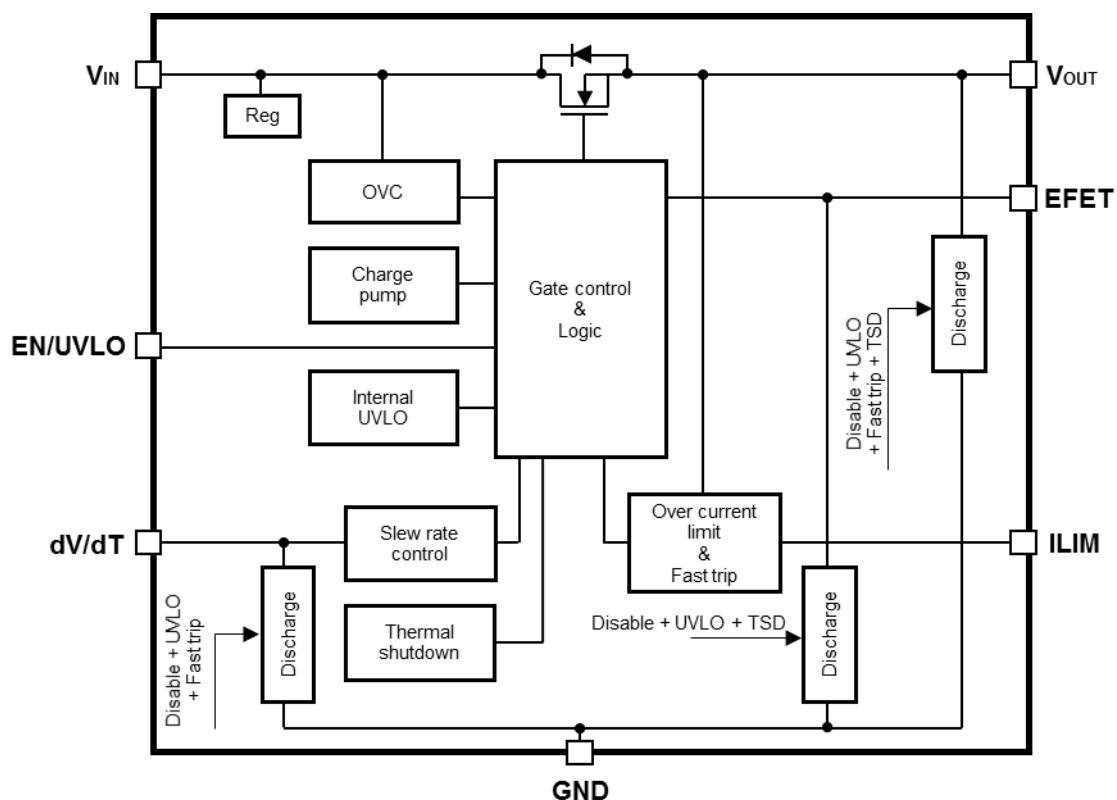 VIN
VOUT
Reg
OVC
EFET
Charge
pump
Gate control
&
Logic
Discharge
Disable + UVLO
+ Fast trip + TSD
EN/UVLO
Internal
UVLO
dV/dT
Slew rate
control
Over current
limit
&
Fast trip
ILIM
Disable + UVLO
+ Fast trip
Discharge
Thermal
shutdown
Disable + UVLO + TSD
Discharge
GND